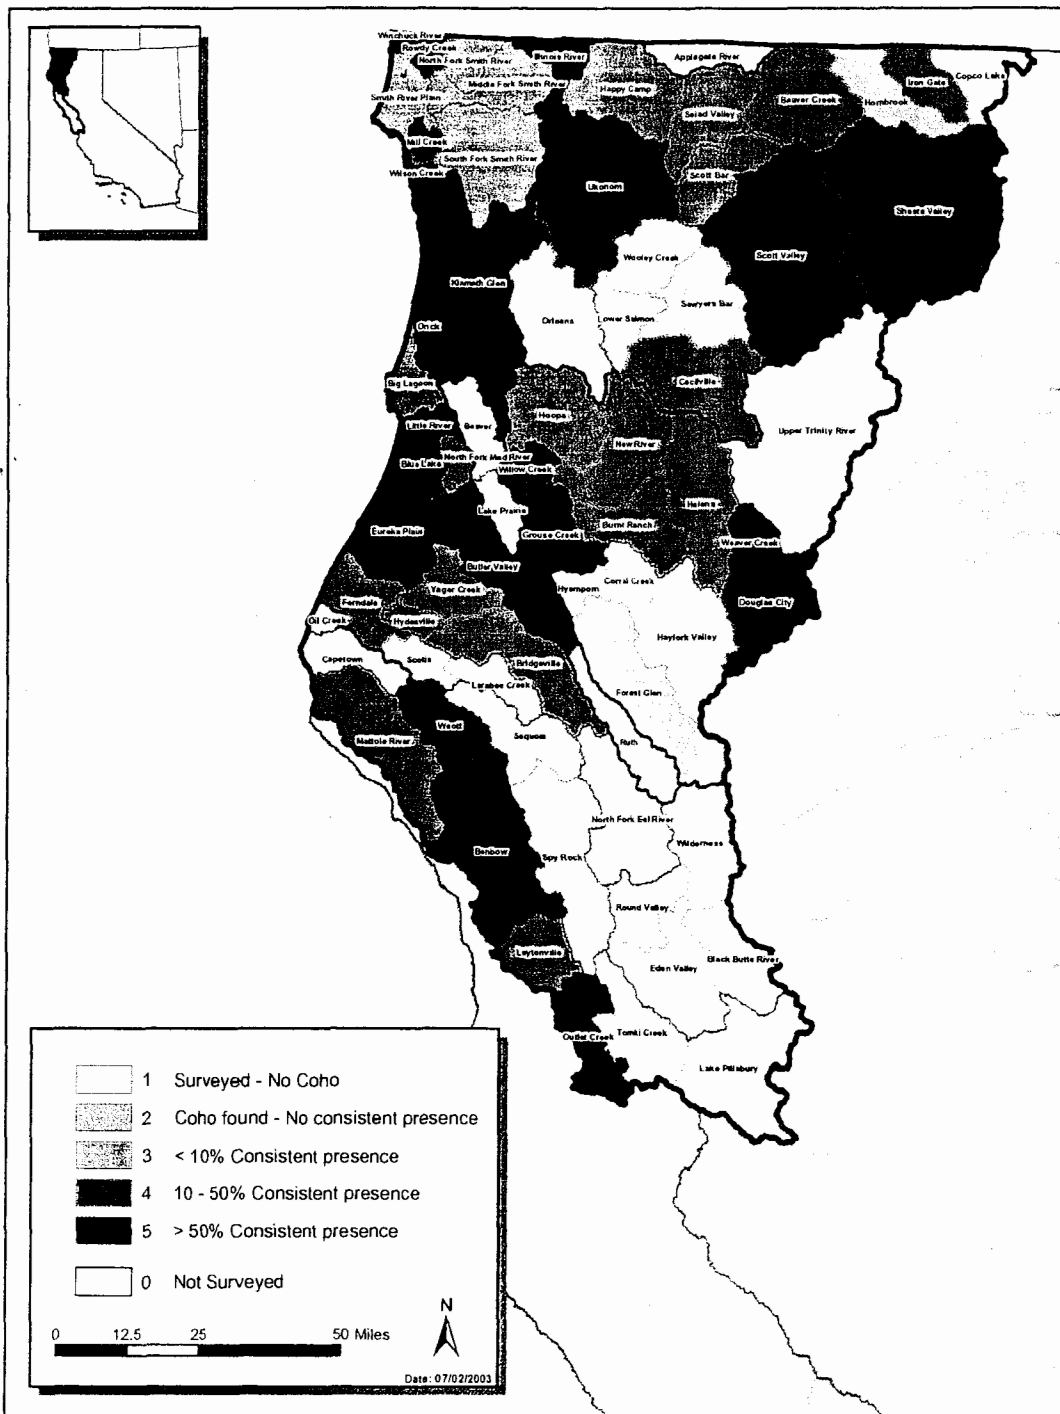 Winchuck River
Rowdy Creek
Illinois River
Applegate River
North Fork Smith River
Middle Fork Smith River
Happy Camp
Iron Gate
Copco Lake
Smith River Plain
Beaver Creek
Hornbrook
Seiad Valley
Mill Creek
South Fork Smith River
Wilson Creek
Scott Bar
Ukonom
Shasta Valley
Wooley Creek
Scott Valley
Klamath Glen
Sawyers Bar
Orleans
Lower Salmon
Orick
Big Lagoon
Cecilville
Hoopa
Little River
Beaver
Upper Trinity River
New River
North Fork Mad River
Blue Lake
Willow Creek
Helena
Lake Prairie
Burnt Ranch
Eureka Plain
Grouse Creek
Weaver Creek
Butler Valley
Corral Creek
Hyampom
Yager Creek
Ferndale
Douglas City
Oil Creek
Hydesville
Hayfork Valley
Capetown
Scotia
Bridgeville
Larabee Creek
Forest Glen
Weott
Sequoia
Mattole River
Ruth
North Fork Eel River
Wilderness
Benbow
Spy Rock
Round Valley
Laytonville
Black Butte River
Eden Valley
Outlet Creek
Tomki Creek
Lake Pillsbury
1 Surveyed - No Coho
2 Coho found - No consistent presence
3 < 10% Consistent presence
4 10 - 50% Consistent presence
5 > 50% Consistent presence
0 Not Surveyed
N
0 12.5 25 50 Miles
Date: 07/02/2003